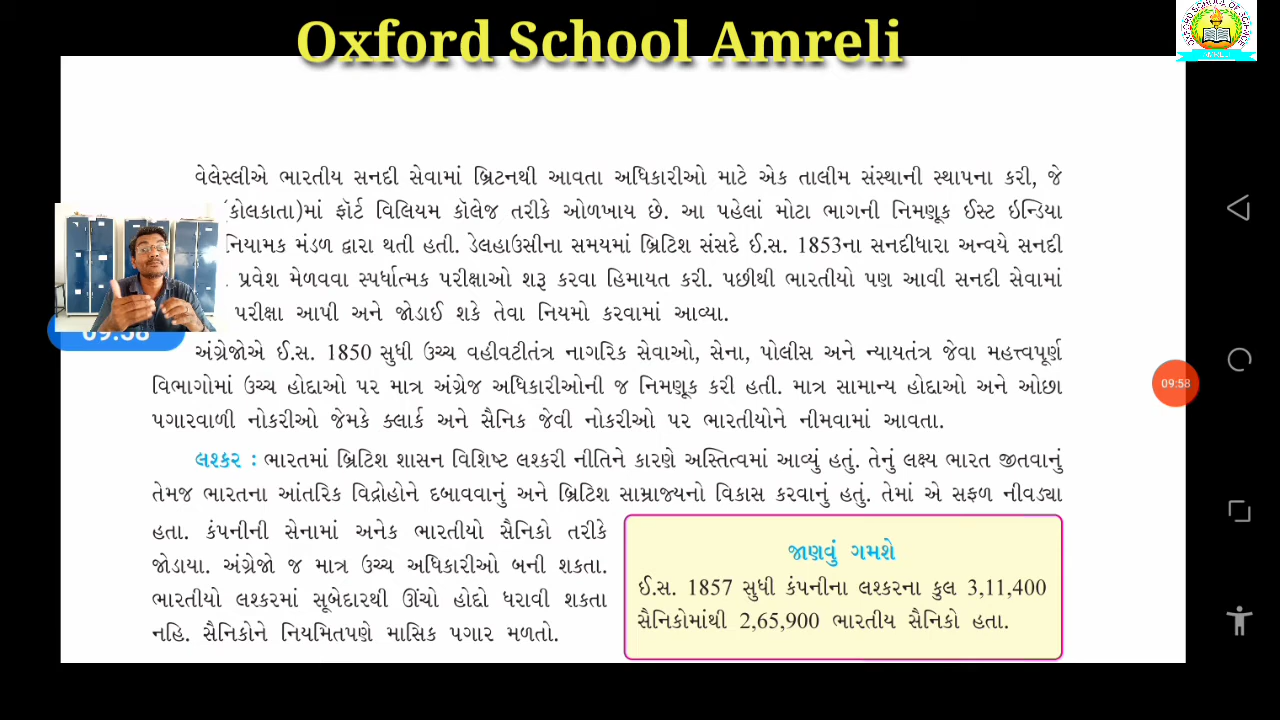 Oxford School Amreli
વેલેસ્લીએ ભારતીય સનદી સેવામાં બ્રિટનથી આવતા અધિકારીઓ માટે એક તાલીમ સંસ્થાની સ્થાપના કરી, જે
(કોલકાતા)માં ફૉર્ટ વિલિયમ કૉલેજ તરીકે ઓળખાય છે. આ પહેલાં મોટા ભાગની નિમણૂક ઈસ્ટ ઇન્ડિયા
નિયામક મંડળ દ્વારા થતી હતી. ડેલહાઉસીના સમયમાં બ્રિટિશ સંસદે ઈ.સ. 1853ના સનદીધારા અન્વયે સનદી
પ્રવેશ મેળવવા સ્પર્ધાત્મક પરીક્ષાઓ શરૂ કરવા હિમાયત કરી. પછીથી ભારતીયો પણ આવી સનદી સેવામાં
પરીક્ષા આપી અને જોડાઈ શકે તેવા નિયમો કરવામાં આવ્યા.
09:58
અંગ્રેજોએ ઈ.સ. 1850 સુધી ઉચ્ચ વહીવટીતંત્ર નાગરિક સેવાઓ, સેના, પોલીસ અને ન્યાયતંત્ર જેવા મહત્ત્વપૂર્ણ
વિભાગોમાં ઉચ્ચ હોદ્દાઓ પર માત્ર અંગ્રેજ અધિકારીઓની જ નિમણૂક કરી હતી. માત્ર સામાન્ય હોદ્દાઓ અને ઓછા
09:58
પગારવાળી નોકરીઓ જેમકે ક્લાર્ક અને સૈનિક જેવી નોકરીઓ પર ભારતીયોને નીમવામાં આવતા.
લશ્કર : ભારતમાં બ્રિટિશ શાસન વિશિષ્ટ લશ્કરી નીતિને કારણે અસ્તિત્વમાં આવ્યું હતું. તેનું લક્ષ્ય ભારત જીતવાનું
તેમજ ભારતના આંતરિક વિદ્રોહોને દબાવવાનું અને બ્રિટિશ સામ્રાજ્યનો વિકાસ કરવાનું હતું. તેમાં એ સફળ નીવડ્યા
હતા. કંપનીની સેનામાં અનેક ભારતીયો સૈનિકો તરીકે
જોડાયા. અંગ્રેજો જ માત્ર ઉચ્ચ અધિકારીઓ બની શકતા.
ભારતીયો લશ્કરમાં સૂબેદારથી ઊંચો હોદ્દો ધરાવી શકતા
નહિ. સૈનિકોને નિયમિતપણે માસિક પગાર મળતો.
જાણવું ગમશે
ઈ.સ. 1857 સુધી કંપનીના લશ્કરના કુલ 3,11,400
સૈનિકોમાંથી 2,65,900 ભારતીય સૈનિકો હતા.